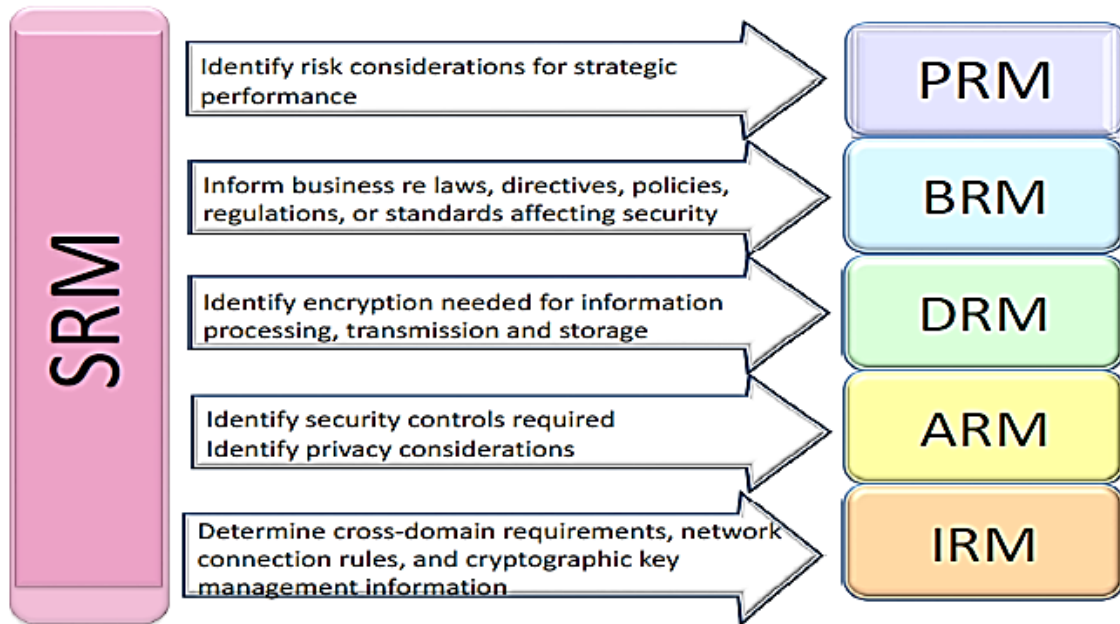 SRM
Identify risk considerations for strategic
performance
PRM
Inform business re laws, directives, policies,
regulations, or standards affecting security
BRM
Identify encryption needed for information
processing, transmission and storage
DRM
Identify security controls required
Identify privacy considerations
ARM
Determine cross-domain requirements, network
connection rules, and cryptographic key
management information
IRM